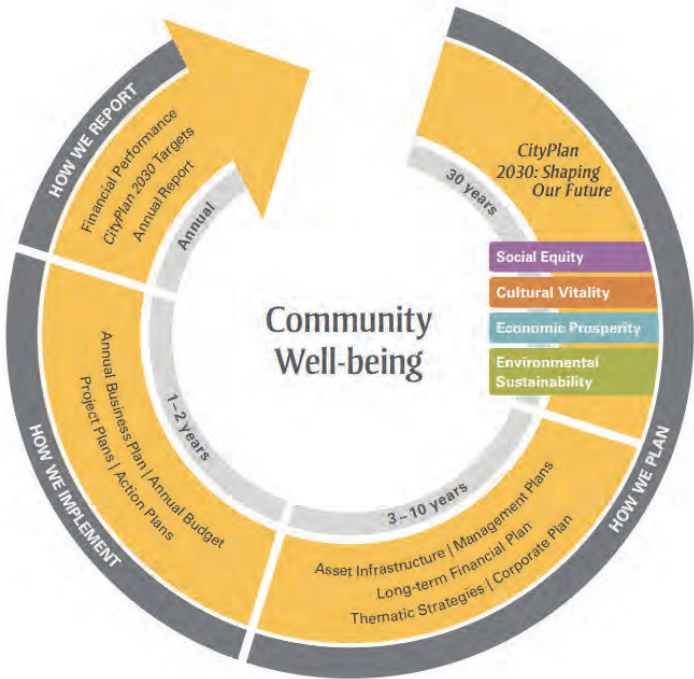 CityPlan
2030: Shaping
Our Future
30 years
Social Equity
Cultural Vitality
Economic Prosperity
Environmental
Sustainability
HOW WE PLAN
3–10 years
Asset Infrastructure | Management Plans
Long-term Financial Plan
Thematic Strategies | Corporate Plan
HOW WE IMPLEMENT
1–2 years
Annual Business Plan | Annual Budget
Project Plans | Action Plans
HOW WE REPORT
Financial Performance
CityPlan 2030 Targets
Annual Report
Annual
Community
Well-being